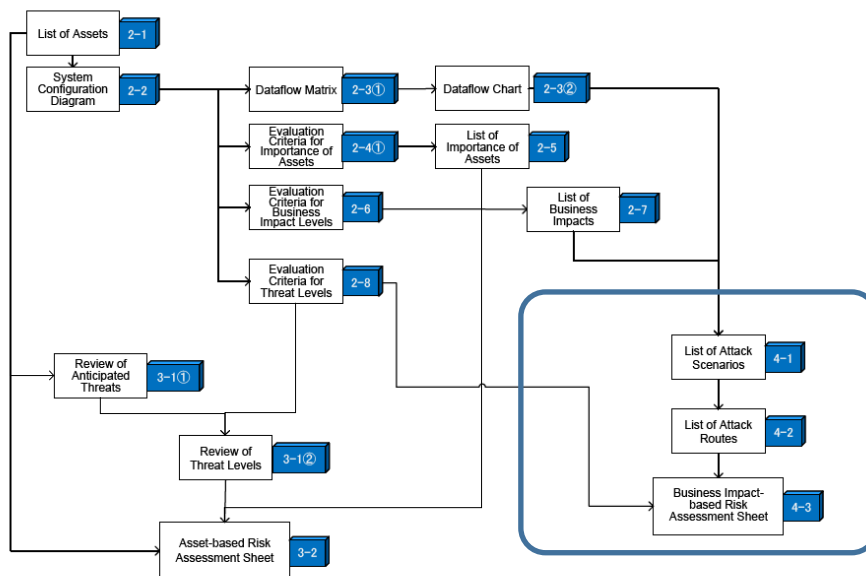 List of Assets
2-1
System
Configuration
Diagram
2-2
Dataflow Matrix
2-3①
Dataflow Chart
2-3②
Evaluation
Criteria for
Importance of
Assets
2-4①
List of
Importance of
Assets
2-5
Evaluation
Criteria for
Business
Impact Levels
2-6
List of
Business
Impacts
2-7
Evaluation
Criteria for
Threat Levels
2-8
List of Attack
Scenarios
4-1
Review of
Anticipated
Threats
3-1①
List of Attack
Routes
4-2
Review of
Threat Levels
3-1②
Business Impact-
based Risk
Assessment Sheet
4-3
Asset-based Risk
Assessment Sheet
3-2